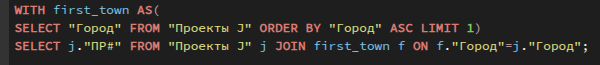 WITH first_town AS(
SELECT "Город" FROM "Проекты J" ORDER BY "Город" ASC LIMIT 1)
SELECT j."ПР#" FROM "Проекты J" j JOIN first_town f ON f."Город"=j."Город";